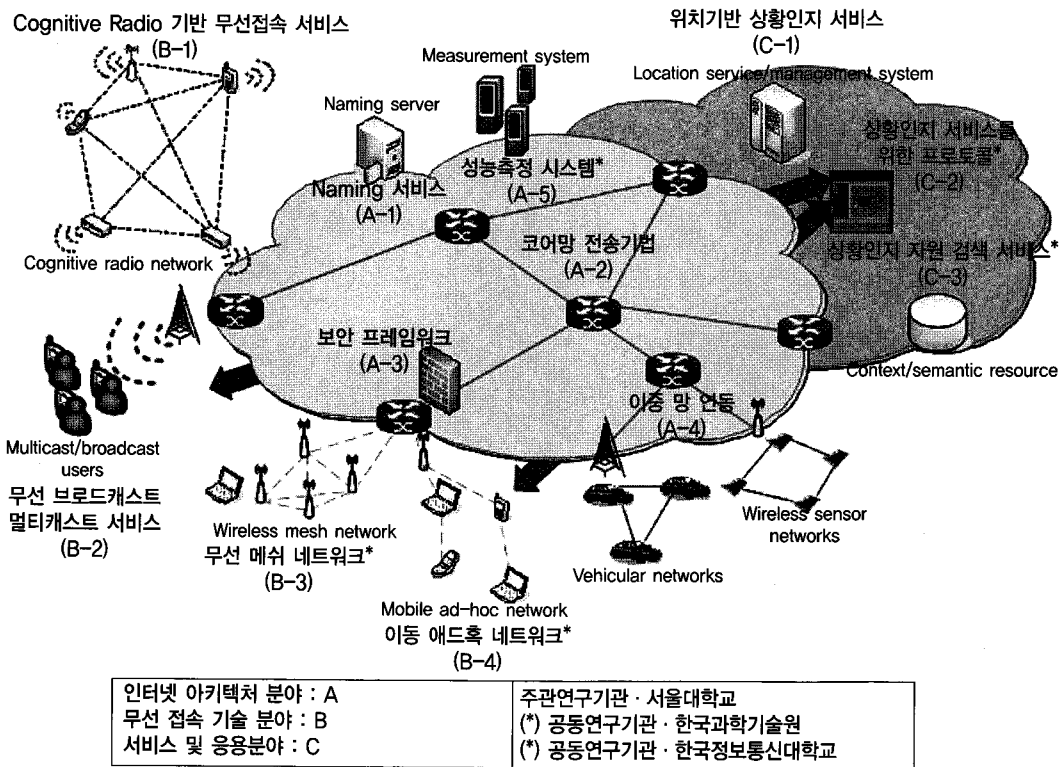 Cognitive Radio 기반 무선접속 서비스
(B-1)
위치기반 상황인지 서비스
(C-1)
Measurement system
Location service/management system
Naming server
상황인지 서비스를
위한 프로토콜*
(C-2)
성능측정 시스템*
(A-5)
Naming 서비스
(A-1)
코어망 전송기법
(A-2)
상황인지 자원 검색 서비스*
(C-3)
Cognitive radio network
보안 프레임워크
(A-3)
Context/semantic resource
이종 망 연동
(A-4)
Multicast/broadcast
users
무선 브로드캐스트
멀티캐스트 서비스
(B-2)
Wireless mesh network
무선 메쉬 네트워크*
(B-3)
Wireless sensor
networks
Vehicular networks
Mobile ad-hoc network
이동 애드혹 네트워크*
(B-4)
인터넷 아키텍처 분야 : A
무선 접속 기술 분야 : B
서비스 및 응용분야 : C
주관연구기관 · 서울대학교
(*) 공동연구기관 · 한국과학기술원
(*) 공동연구기관 · 한국정보통신대학교